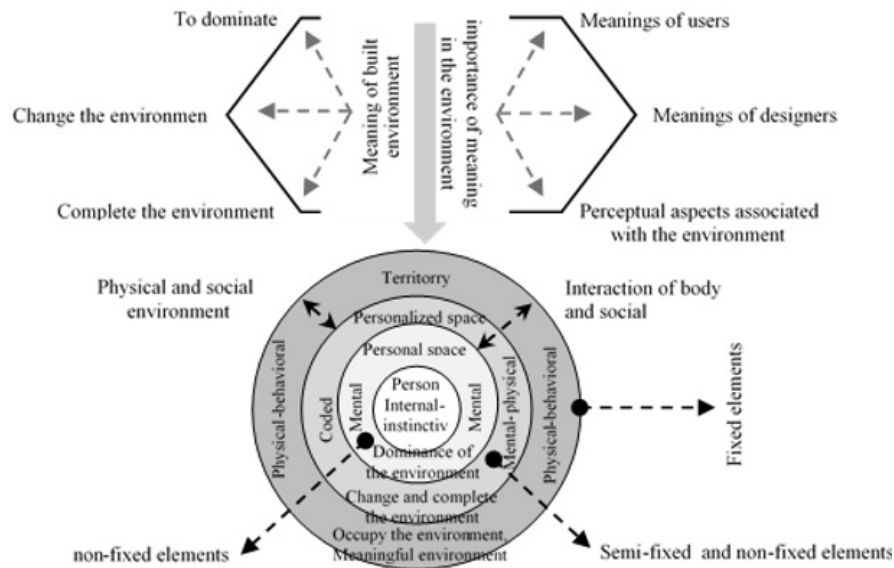 To dominate
Change the environmen
Complete the environment
Meaning of built
environment
importance of meaning
in the environment
Meanings of users
Meanings of designers
Perceptual aspects associated
with the environment
Physical and social
environment
Interaction of body
and social
Territorry
Personalized space
Personal space
Person
Internal-
instinctiv
Mental
Mental
Coded
Mental-physical
Physical-behavioral
Physical-behavioral
Dominance of
the environment
Change and complete
the environment
Occupy the environment,
Meaningful environment
Fixed elements
non-fixed elements
Semi-fixed and non-fixed elements